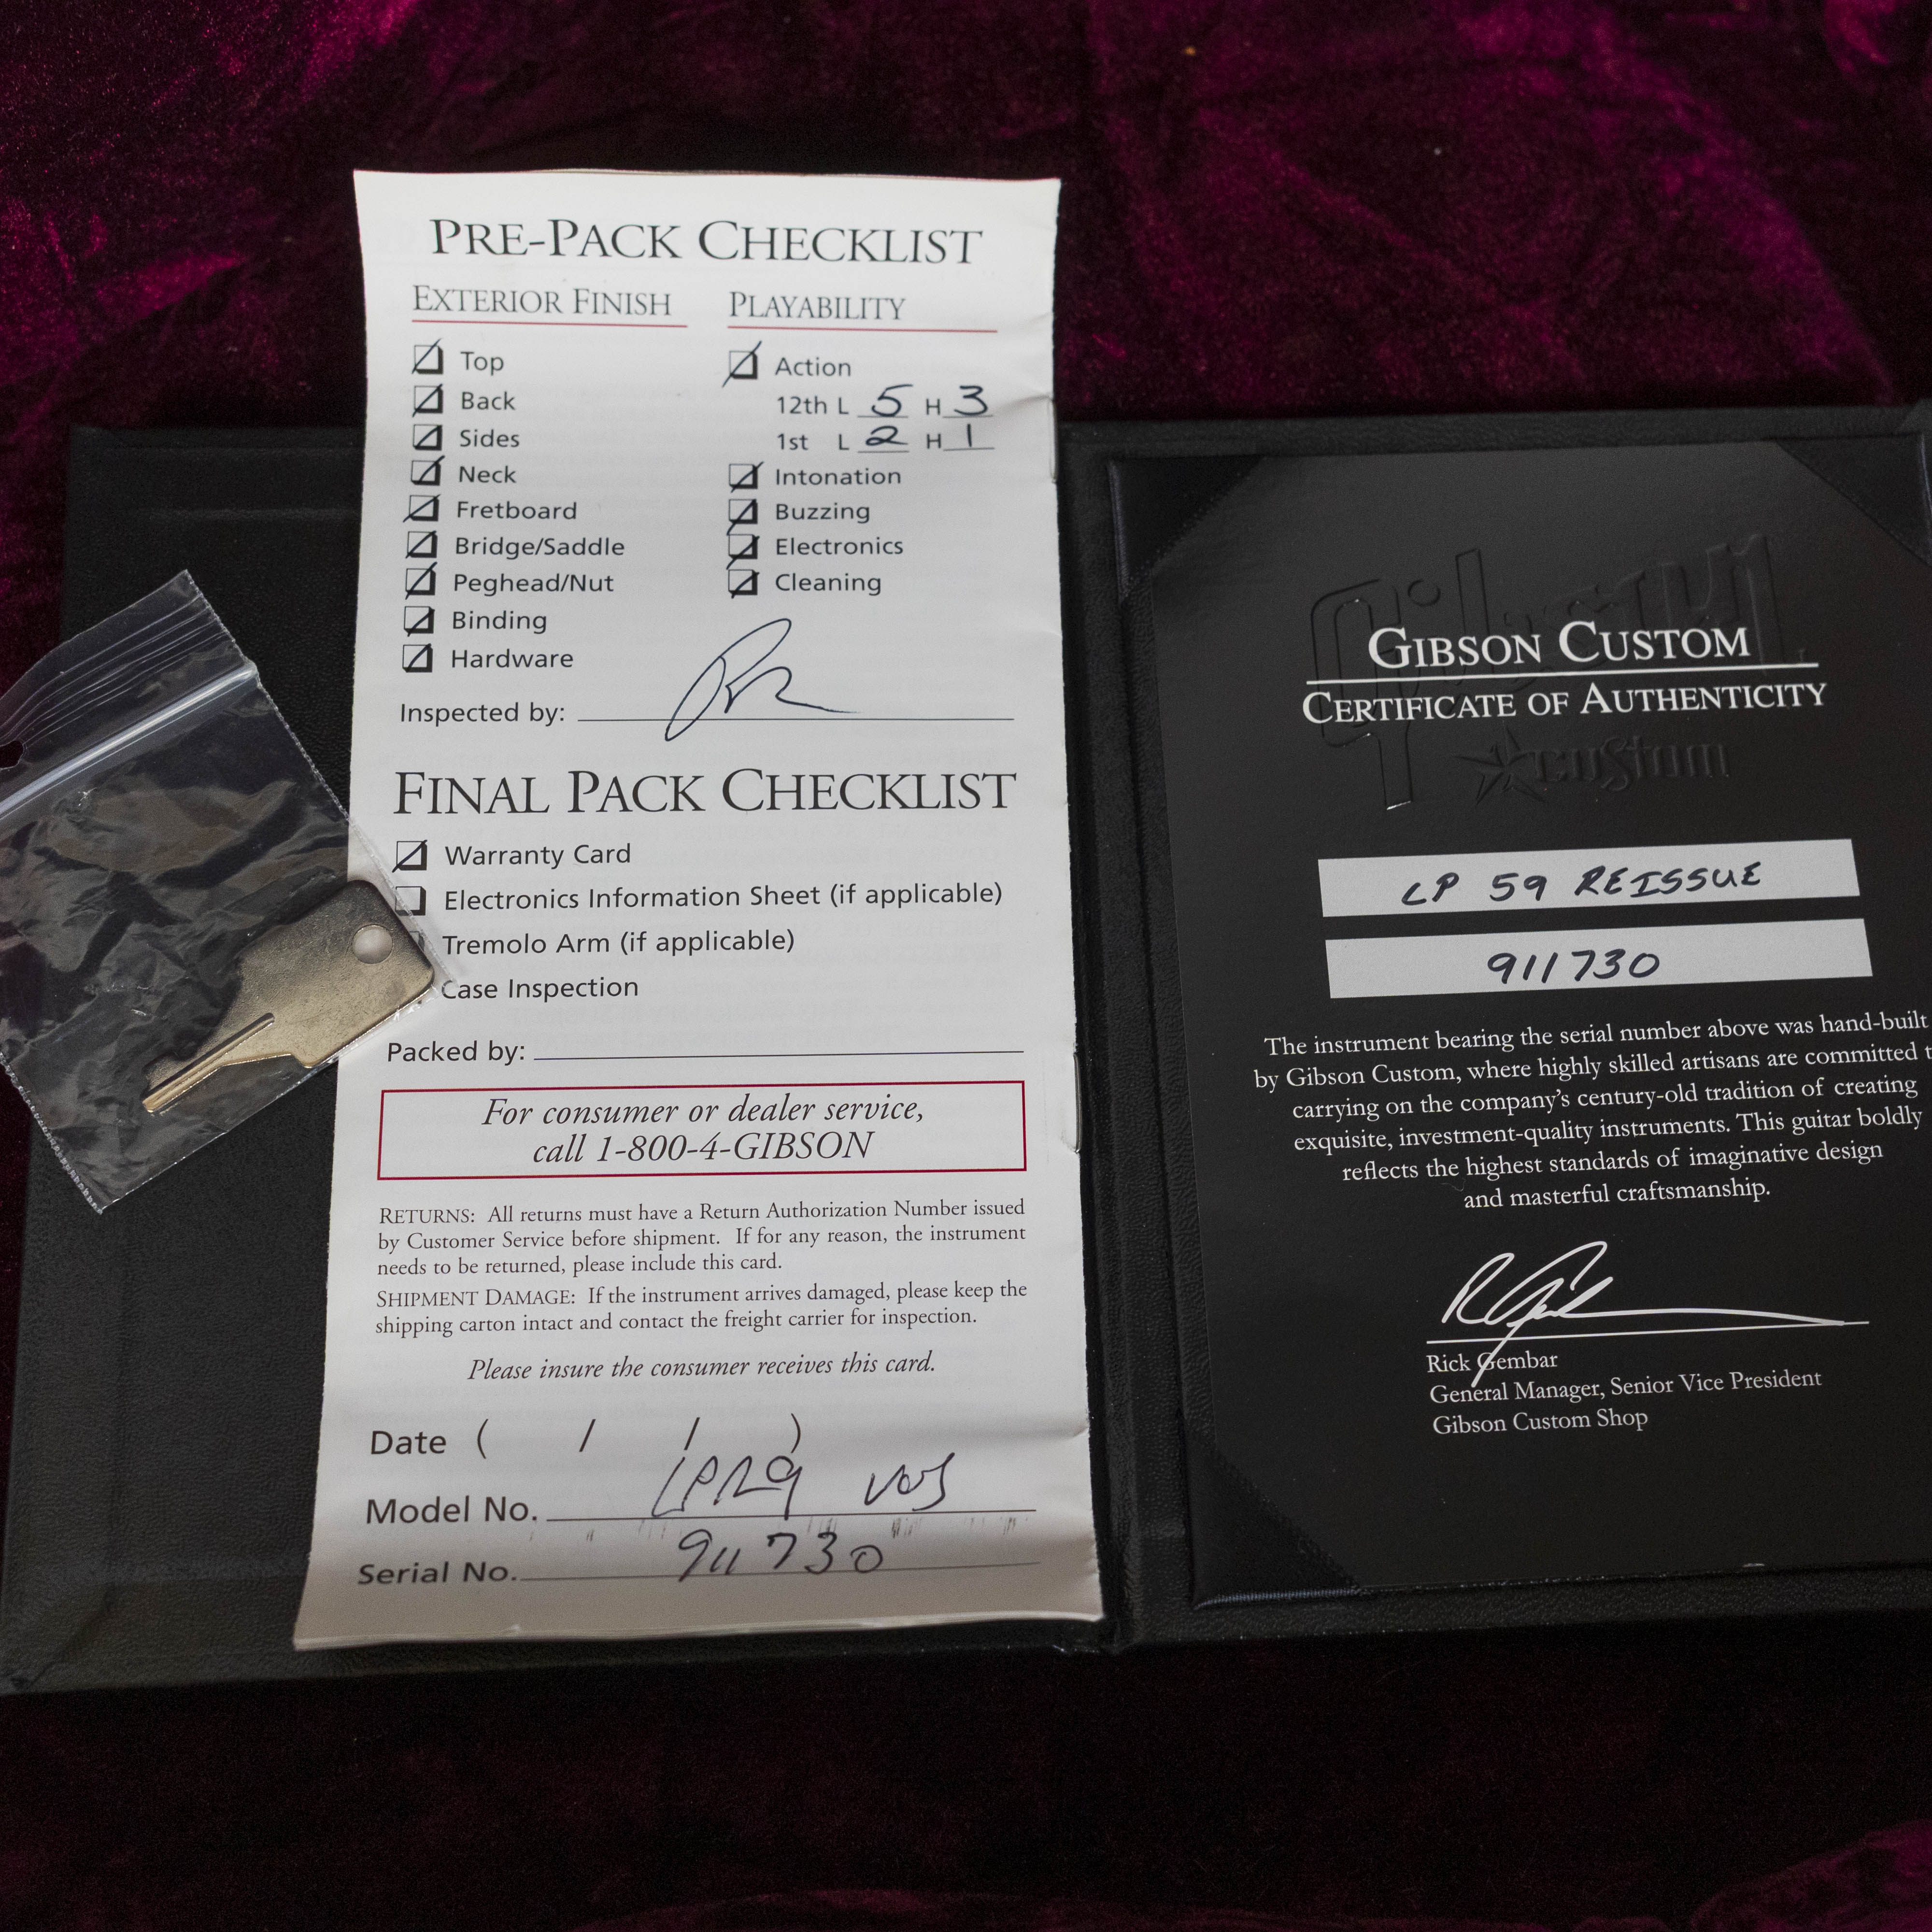 PRE-PACK CHECKLIST
EXTERIOR FINISH
Top
Back
Sides
Neck
Fretboard
Bridge/Saddle
Peghead/Nut
Binding
Hardware
PLAYABILITY
Action
12th L 5 H 3
1st L 2 H 1
Intonation
Buzzing
Electronics
Cleaning
Inspected by:
FINAL PACK CHECKLIST
Warranty Card
Electronics Information Sheet (if applicable)
Tremolo Arm (if applicable)
Case Inspection
Packed by:
For consumer or dealer service,
call 1-800-4-GIBSON
RETURNS: All returns must have a Return Authorization Number issued
by Customer Service before shipment. If for any reason, the instrument
needs to be returned, please include this card.
SHIPMENT DAMAGE: If the instrument arrives damaged, please keep the
shipping carton intact and contact the freight carrier for inspection.
Please insure the consumer receives this card.
Date ( / / )
Model No. LPR9 VOS
Serial No. 911730
Gibson
custom
GIBSON CUSTOM
CERTIFICATE OF AUTHENTICITY
LP 59 REISSUE
911730
The instrument bearing the serial number above was hand-built
by Gibson Custom, where highly skilled artisans are committed t
carrying on the company's century-old tradition of creating
exquisite, investment-quality instruments. This guitar boldly
reflects the highest standards of imaginative design
and masterful craftsmanship.
Rick Gembar
General Manager, Senior Vice President
Gibson Custom Shop